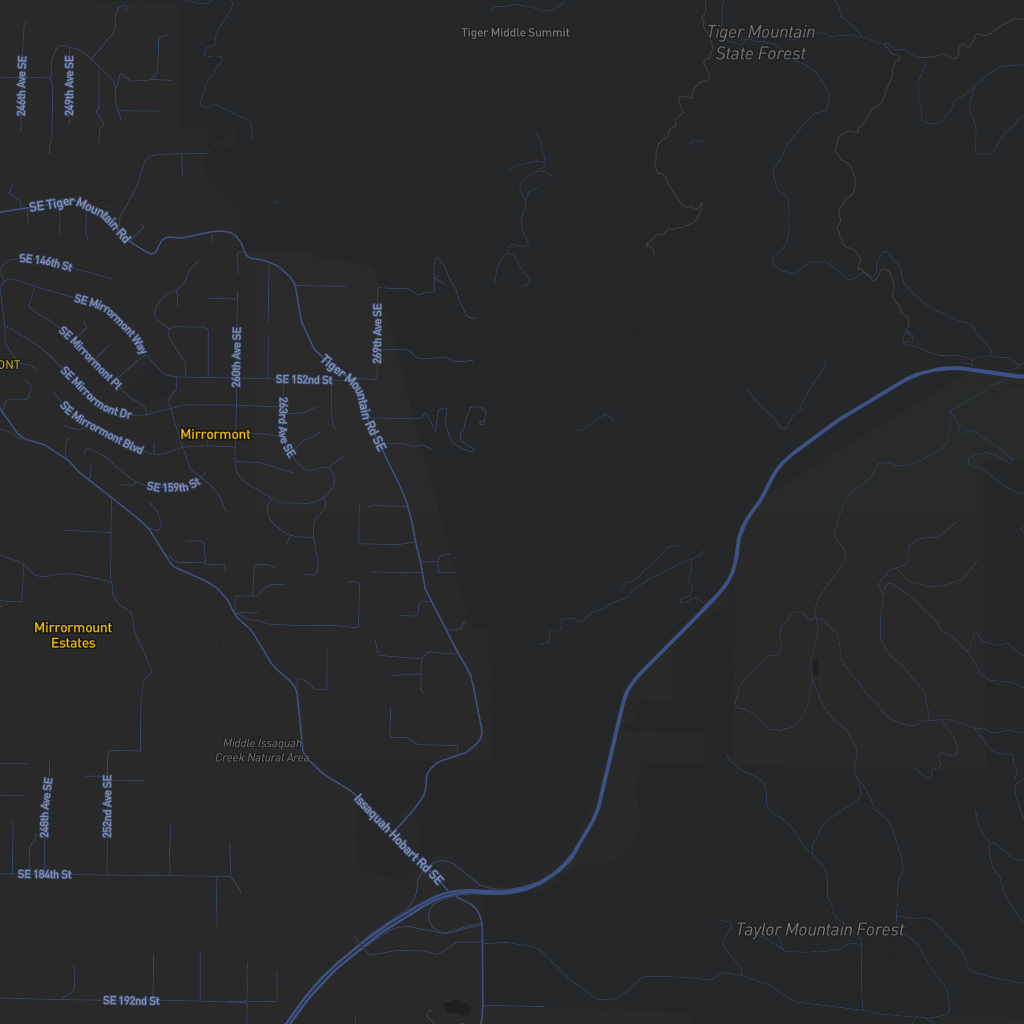 Tiger Middle Summit
Tiger Mountain
State Forest
246th Ave SE
249th Ave SE
SE Tiger Mountain Rd
SE 146th St
SE Mirrormont Way
SE Mirrormont Pl
ONT
SE Mirrormont Dr
SE Mirrormont Blvd
260th Ave SE
269th Ave SE
SE 152nd St
Tiger Mountain Rd SE
263rd Ave SE
Mirrormont
SE 159th St
Mirrormount
Estates
Middle Issaquah
Creek Natural Area
248th Ave SE
252nd Ave SE
Issaquah Hobart Rd SE
SE 184th St
Taylor Mountain Forest
SE 192nd St